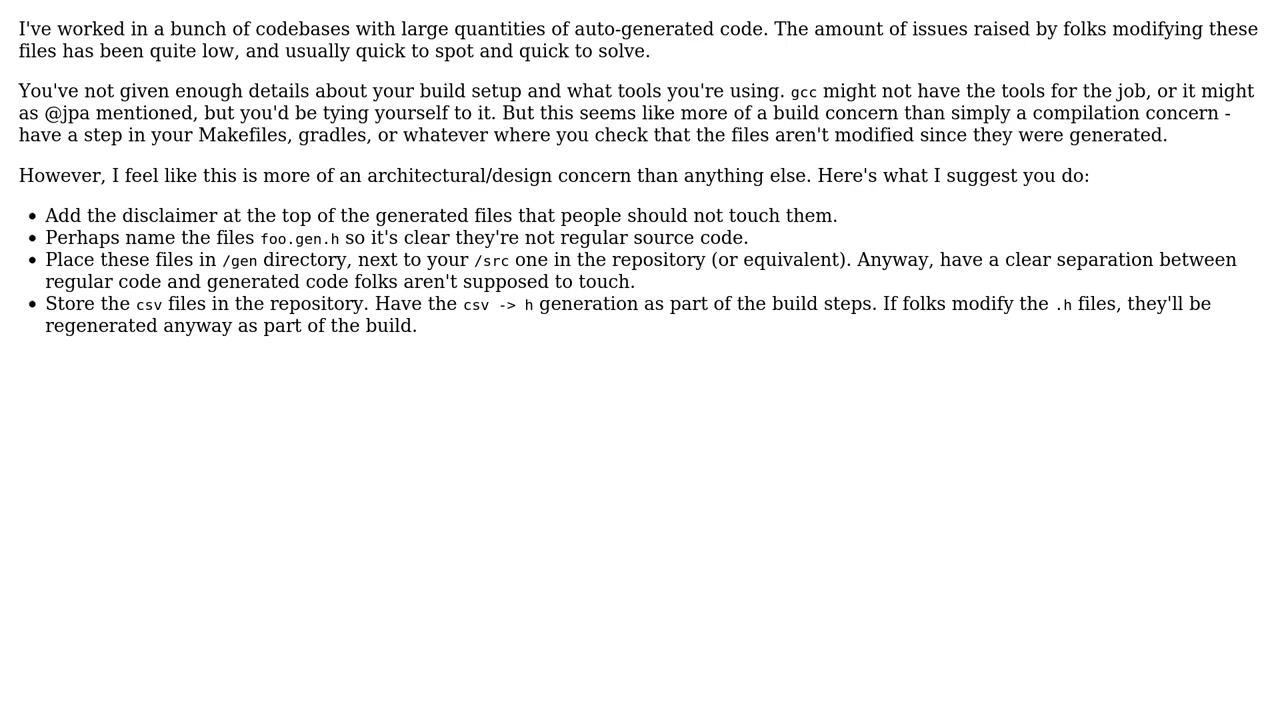 I've worked in a bunch of codebases with large quantities of auto-generated code. The amount of issues raised by folks modifying these
files has been quite low, and usually quick to spot and quick to solve.
You've not given enough details about your build setup and what tools you're using. gcc might not have the tools for the job, or it might
as @jpa mentioned, but you'd be tying yourself to it. But this seems like more of a build concern than simply a compilation concern -
have a step in your Makefiles, gradles, or whatever where you check that the files aren't modified since they were generated.
However, I feel like this is more of an architectural/design concern than anything else. Here's what I suggest you do:
• Add the disclaimer at the top of the generated files that people should not touch them.
• Perhaps name the files foo.gen.h so it's clear they're not regular source code.
• Place these files in /gen directory, next to your /src one in the repository (or equivalent). Anyway, have a clear separation between
regular code and generated code folks aren't supposed to touch.
• Store the csv files in the repository. Have the csv -> h generation as part of the build steps. If folks modify the .h files, they'll be
regenerated anyway as part of the build.